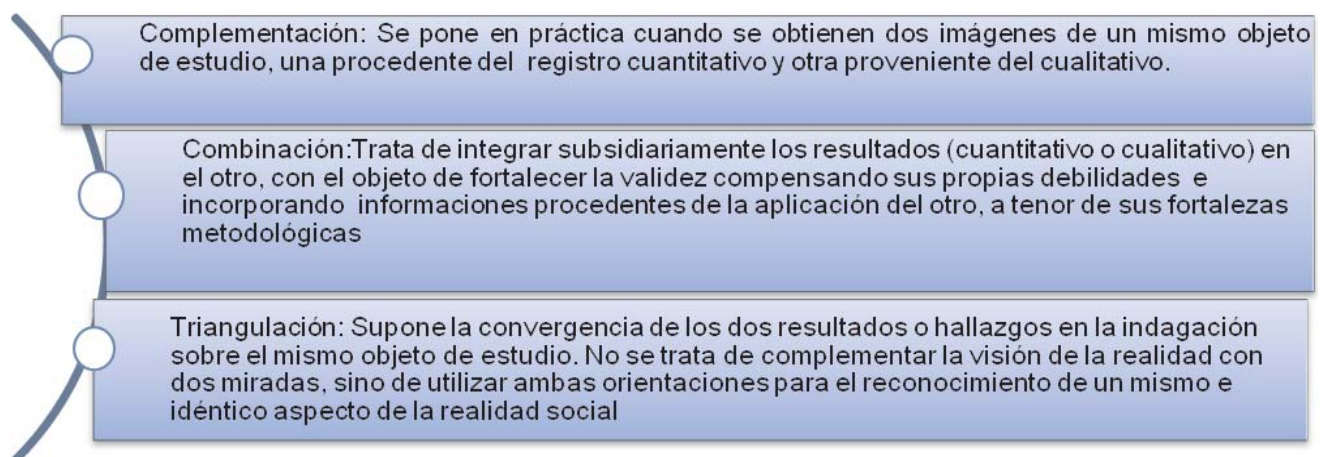 Complementación: Se pone en práctica cuando se obtienen dos imágenes de un mismo objeto
de estudio, una procedente del registro cuantitativo y otra proveniente del cualitativo.
Combinación:Trata de integrar subsidiariamente los resultados (cuantitativo o cualitativo) en
el otro, con el objeto de fortalecer la validez compensando sus propias debilidades e
incorporando informaciones procedentes de la aplicación del otro, a tenor de sus fortalezas
metodológicas
Triangulación: Supone la convergencia de los dos resultados o hallazgos en la indagación
sobre el mismo objeto de estudio. No se trata de complementar la visión de la realidad con
dos miradas, sino de utilizar ambas orientaciones para el reconocimiento de un mismo e
idéntico aspecto de la realidad social